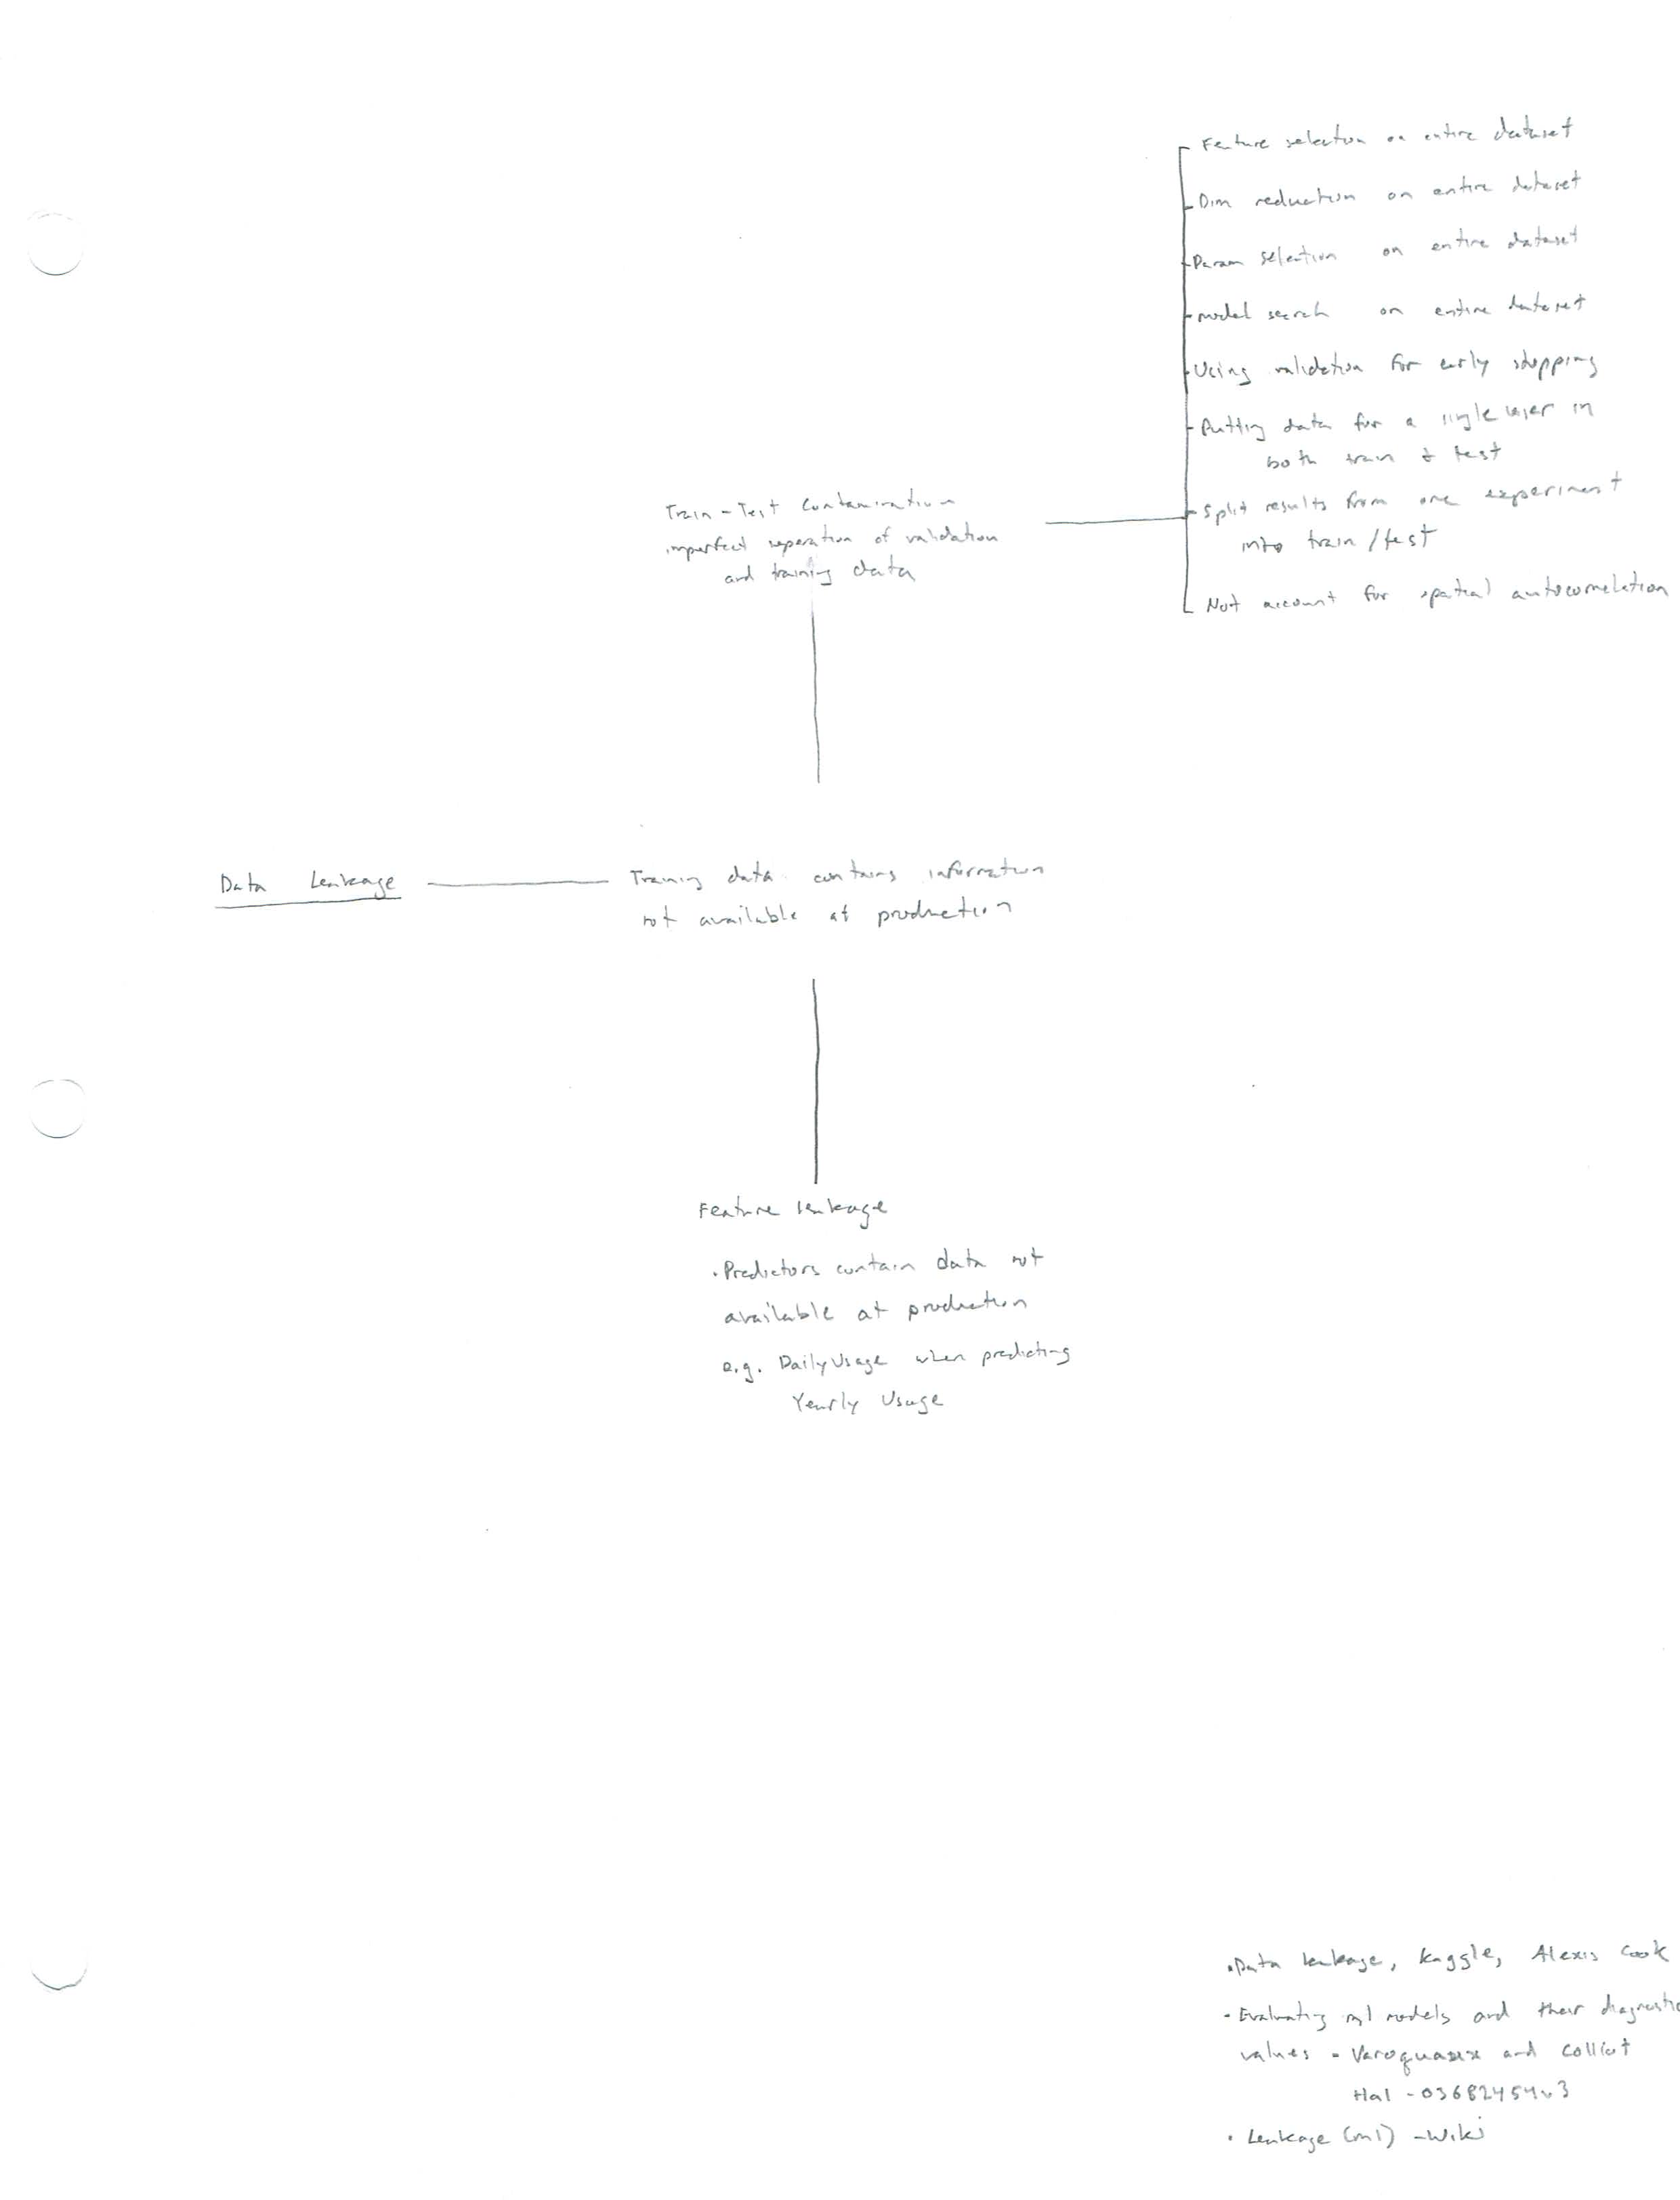 Feature selection on entire dataset
Dim reduction on entire dataset
Param selection on entire dataset
model search on entire dataset
Using validation for early stopping
Putting data for a single user in
both train & test
Split results from one experiment
into train/test
Not account for spatial autocorrelation
Train-Test Contamination
imperfect separation of validation
and training data
Data Leakage
Training data contains information
not available at production
Feature leakage
• Predictors contain data not
available at production
e.g. Daily Usage when predicting
Yearly Usage
• Data leakage, Kaggle, Alexis Cook
- Evaluating ml models and their diagnostic
values - Varoquaux and Colliot
Hal - 03682454v3
• Leakage (ml) - Wiki